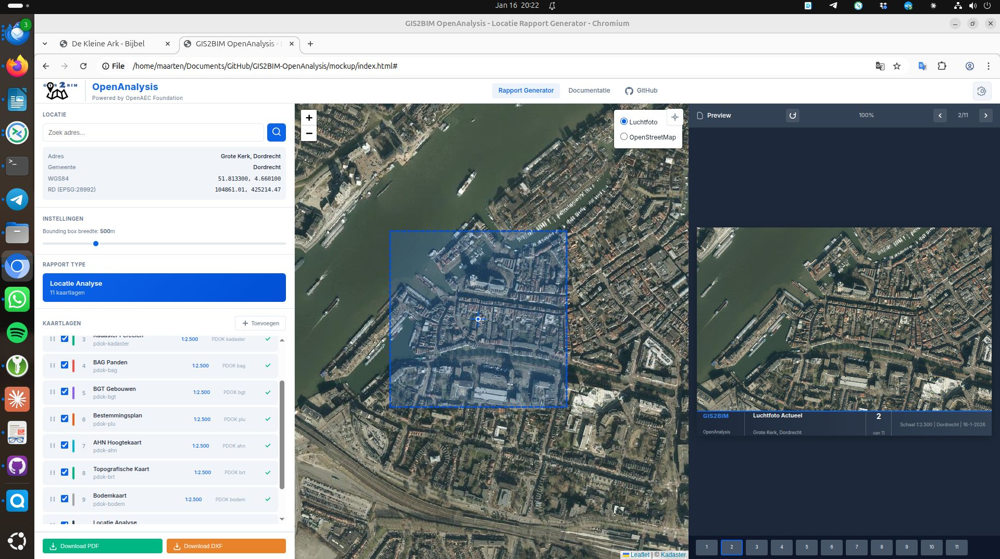 Jan 16 20:22
GIS2BIM OpenAnalysis - Locatie Rapport Generator - Chromium
3
De Kleine Ark - Bijbel
GIS2BIM OpenAnalysis -
File /home/maarten/Documents/GitHub/GIS2BIM-OpenAnalysis/mockup/index.html#
GIS 2 BIM
OpenAnalysis
Powered by OpenAEC Foundation
Rapport Generator
Documentatie
GitHub
LOCATIE
Zoek adres...
Adres Grote Kerk, Dordrecht
Gemeente Dordrecht
WGS84 51.813300, 4.660100
RD (EPSG:28992) 104861.01, 425214.47
INSTELLINGEN
Bounding box breedte: 500m
RAPPORT TYPE
Locatie Analyse
11 kaartlagen
KAARTLAGEN
Toevoegen
3 Kadaster Percelen 1:2.500 PDOK kadaster
pdok-kadaster
4 BAG Panden 1:2.500 PDOK bag
pdok-bag
5 BGT Gebouwen 1:2.500 PDOK bgt
pdok-bgt
6 Bestemmingsplan 1:2.500 PDOK plu
pdok-plu
7 AHN Hoogtekaart 1:2.500 PDOK ahn
pdok-ahn
8 Topografische Kaart 1:2.500 PDOK brt
pdok-brt
9 Bodemkaart 1:2.500 PDOK bodem
pdok-bodem
Locatie Analyse
Download PDF
Download DXF
+
−
Luchtfoto
OpenStreetMap
Leaflet | © Kadaster
Preview
100%
2/11
GIS2BIM
OpenAnalysis
Luchtfoto Actueel
Grote Kerk, Dordrecht
2
van 11
Schaal 1:2.500 | Dordrecht | 16-1-2026
1 2 3 4 5 6 7 8 9 10 11